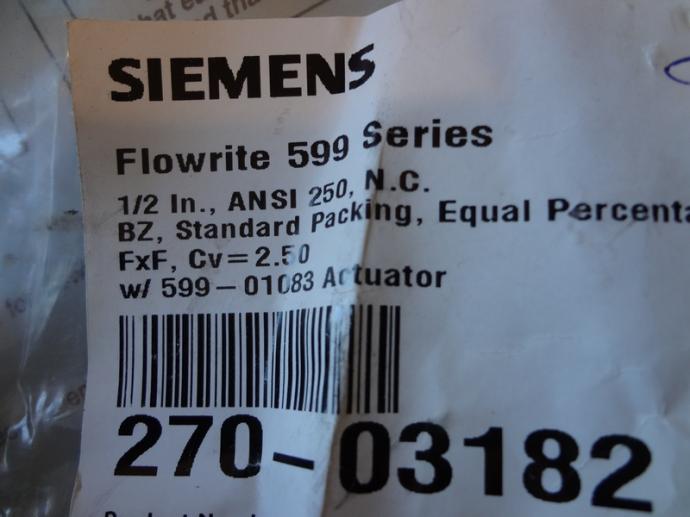 SIEMENS
Flowrite 599 Series
1/2 In., ANSI 250, N.C.
BZ, Standard Packing, Equal Percenta
FxF, Cv=2.50
w/ 599-01083 Actuator
270-03182